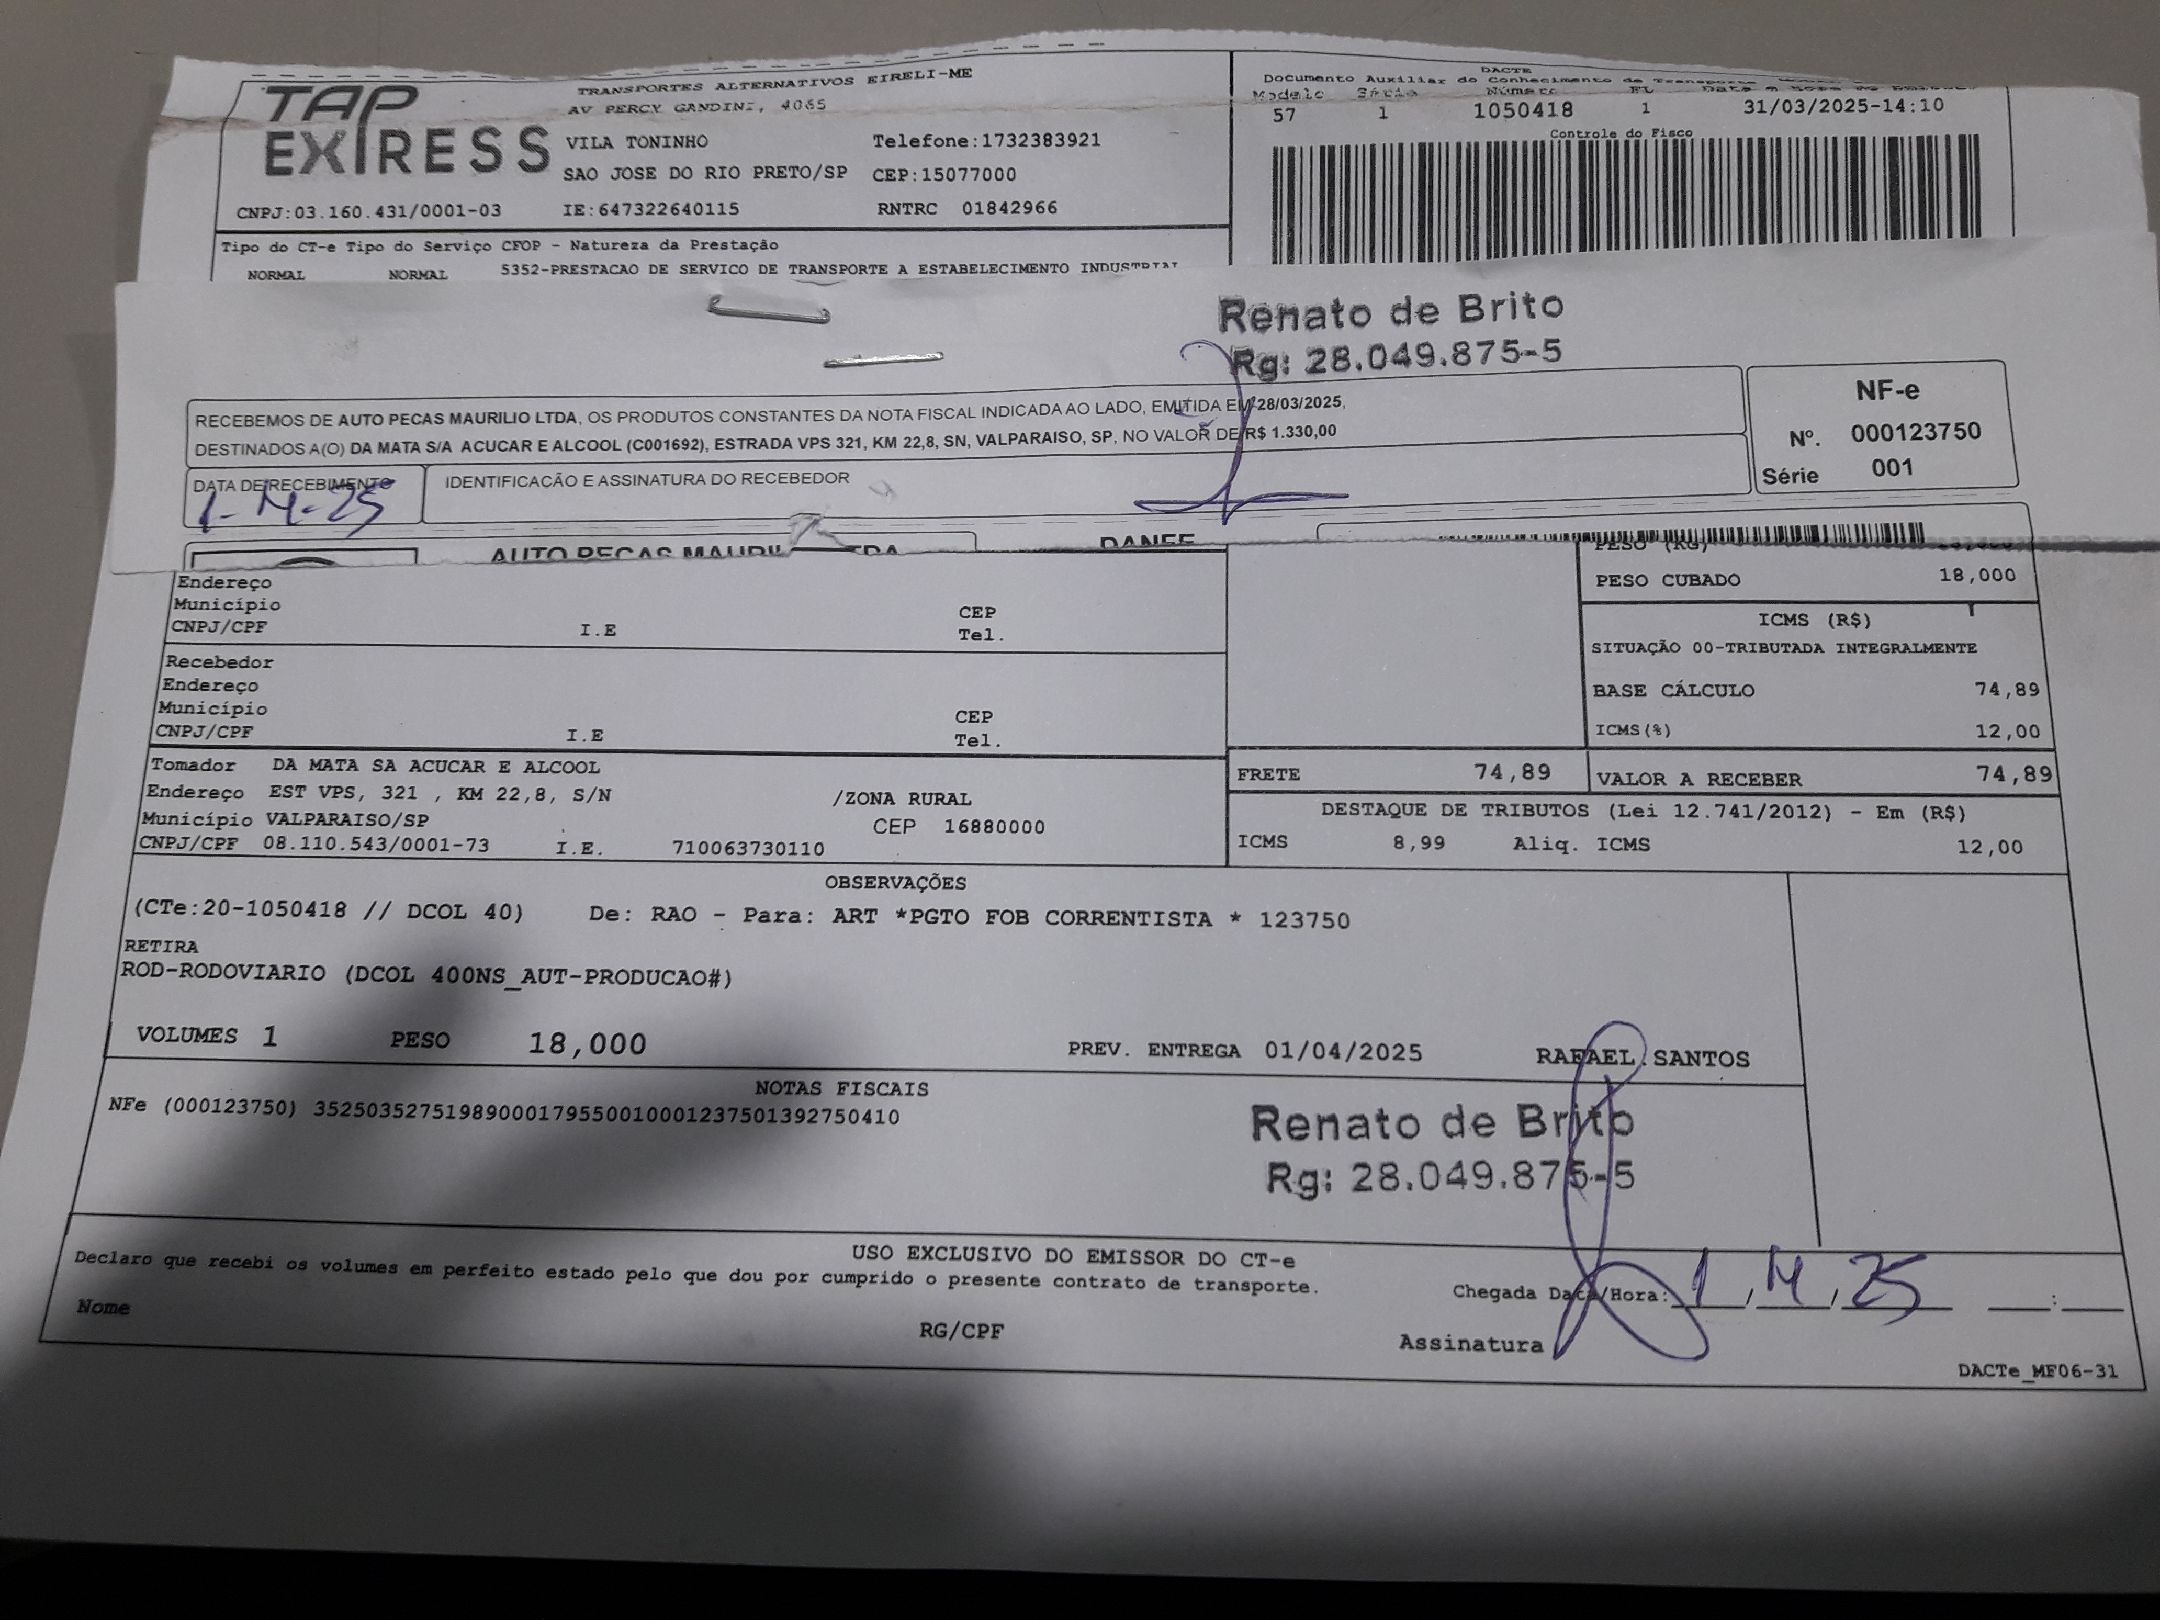 TAP
EXPRESS
TRANSPORTES ALTERNATIVOS EIRELI-ME
AV PERCY GANDINI, 4065
VILA TONINHO Telefone:1732383921
SAO JOSE DO RIO PRETO/SP CEP:15077000
CNPJ:03.160.431/0001-03 IE:647322640115 RNTRC 01842966
DACTE
Documento Auxiliar do Conhecimento de Transporte
Modelo Série Número FL
57 1 1050418 1 31/03/2025-14:10
Controle do Fisco
Tipo do CT-e Tipo do Serviço CFOP - Natureza da Prestação
NORMAL NORMAL 5352-PRESTACAO DE SERVICO DE TRANSPORTE A ESTABELECIMENTO INDUSTRIAL
Renato de Brito
Rg: 28.049.875-5
RECEBEMOS DE AUTO PECAS MAURILIO LTDA, OS PRODUTOS CONSTANTES DA NOTA FISCAL INDICADA AO LADO, EMITIDA EM 28/03/2025,
DESTINADOS A(O) DA MATA S/A ACUCAR E ALCOOL (C001692), ESTRADA VPS 321, KM 22,8, SN, VALPARAISO, SP, NO VALOR DE R$ 1.330,00
NF-e
Nº. 000123750
Série 001
DATA DE RECEBIMENTO IDENTIFICAÇÃO E ASSINATURA DO RECEBEDOR
AUTO PECAS MAURILIO LTDA DANFE
PESO (KG)
PESO CUBADO 18,000
Endereço
Município CEP
CNPJ/CPF I.E Tel.
ICMS (R$)
SITUAÇÃO 00-TRIBUTADA INTEGRALMENTE
BASE CÁLCULO 74,89
ICMS(%) 12,00
Recebedor
Endereço
Município CEP
CNPJ/CPF I.E Tel.
Tomador DA MATA SA ACUCAR E ALCOOL
Endereço EST VPS, 321 , KM 22,8, S/N /ZONA RURAL
Município VALPARAISO/SP CEP 16880000
CNPJ/CPF 08.110.543/0001-73 I.E. 710063730110
FRETE 74,89 VALOR A RECEBER 74,89
DESTAQUE DE TRIBUTOS (Lei 12.741/2012) - Em (R$)
ICMS 8,99 Aliq. ICMS 12,00
OBSERVAÇÕES
(CTe:20-1050418 // DCOL 40) De: RAO - Para: ART *PGTO FOB CORRENTISTA * 123750
RETIRA
ROD-RODOVIARIO (DCOL 400NS_AUT-PRODUCAO#)
VOLUMES 1 PESO 18,000 PREV. ENTREGA 01/04/2025 RAFAEL.SANTOS
NOTAS FISCAIS
NFe (000123750) 35250352751989000179550010001237501392750410
Renato de Brito
Rg: 28.049.875-5
USO EXCLUSIVO DO EMISSOR DO CT-e
Declaro que recebi os volumes em perfeito estado pelo que dou por cumprido o presente contrato de transporte.
Chegada Data/Hora:
Nome RG/CPF Assinatura
DACTe_MF06-31